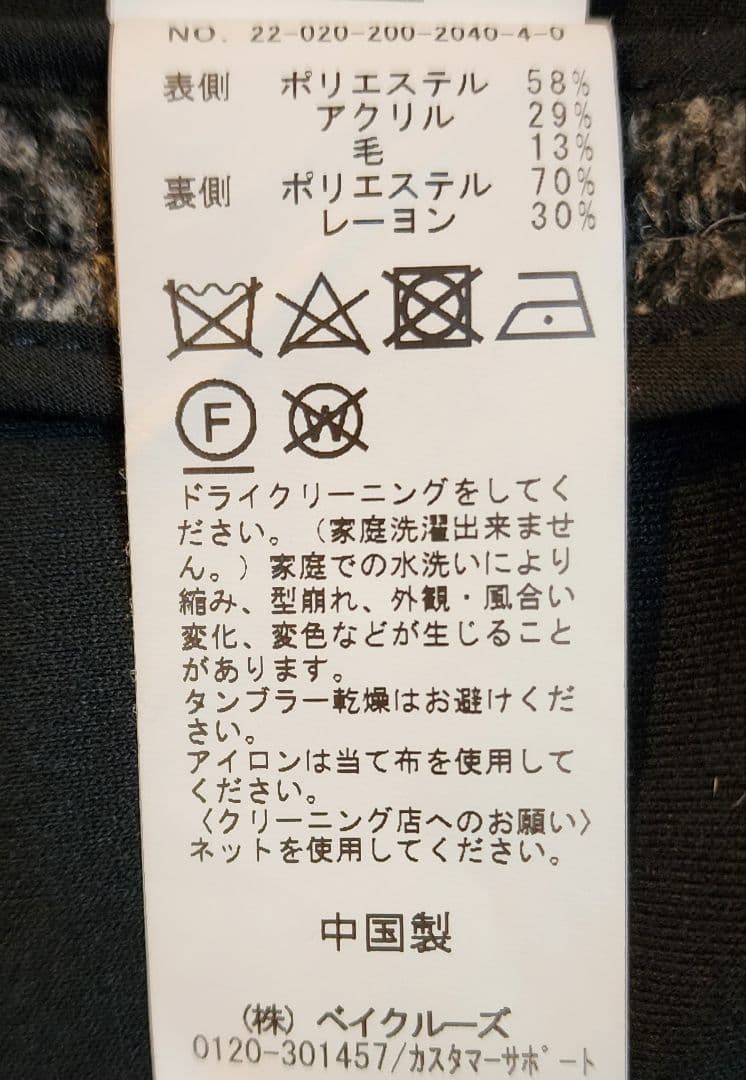 NO. 22-020-200-2040-4-0
表側 ポリエステル 58%
アクリル 29%
毛 13%
裏側 ポリエステル 70%
レーヨン 30%
F W
ドライクリーニングをしてく
ださい。(家庭洗濯出来ませ
ん。)家庭での水洗いにより
縮み、型崩れ、外観・風合い
変化、変色などが生じること
があります。
タンブラー乾燥はお避けくだ
さい。
アイロンは当て布を使用して
ください。
〈クリーニング店へのお願い〉
ネットを使用してください。
中国製
(株) ベイクルーズ
0120-301457/カスタマーサポート